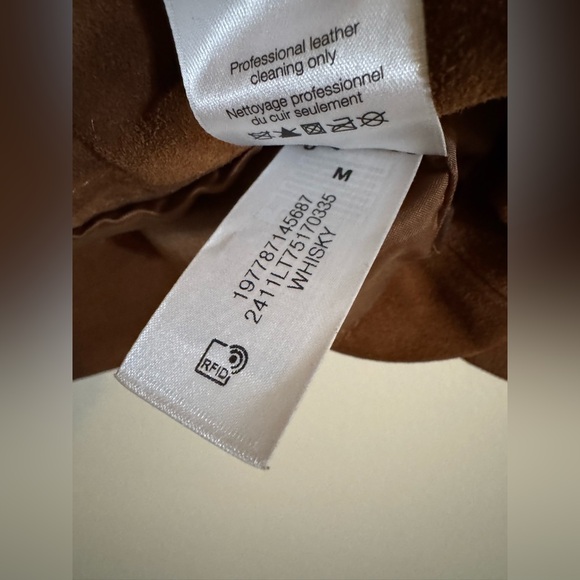 Professional leather
cleaning only
Nettoyage professionnel
du cuir seulement
M
197787145687
2411LT75170335
WHISKY
RFID